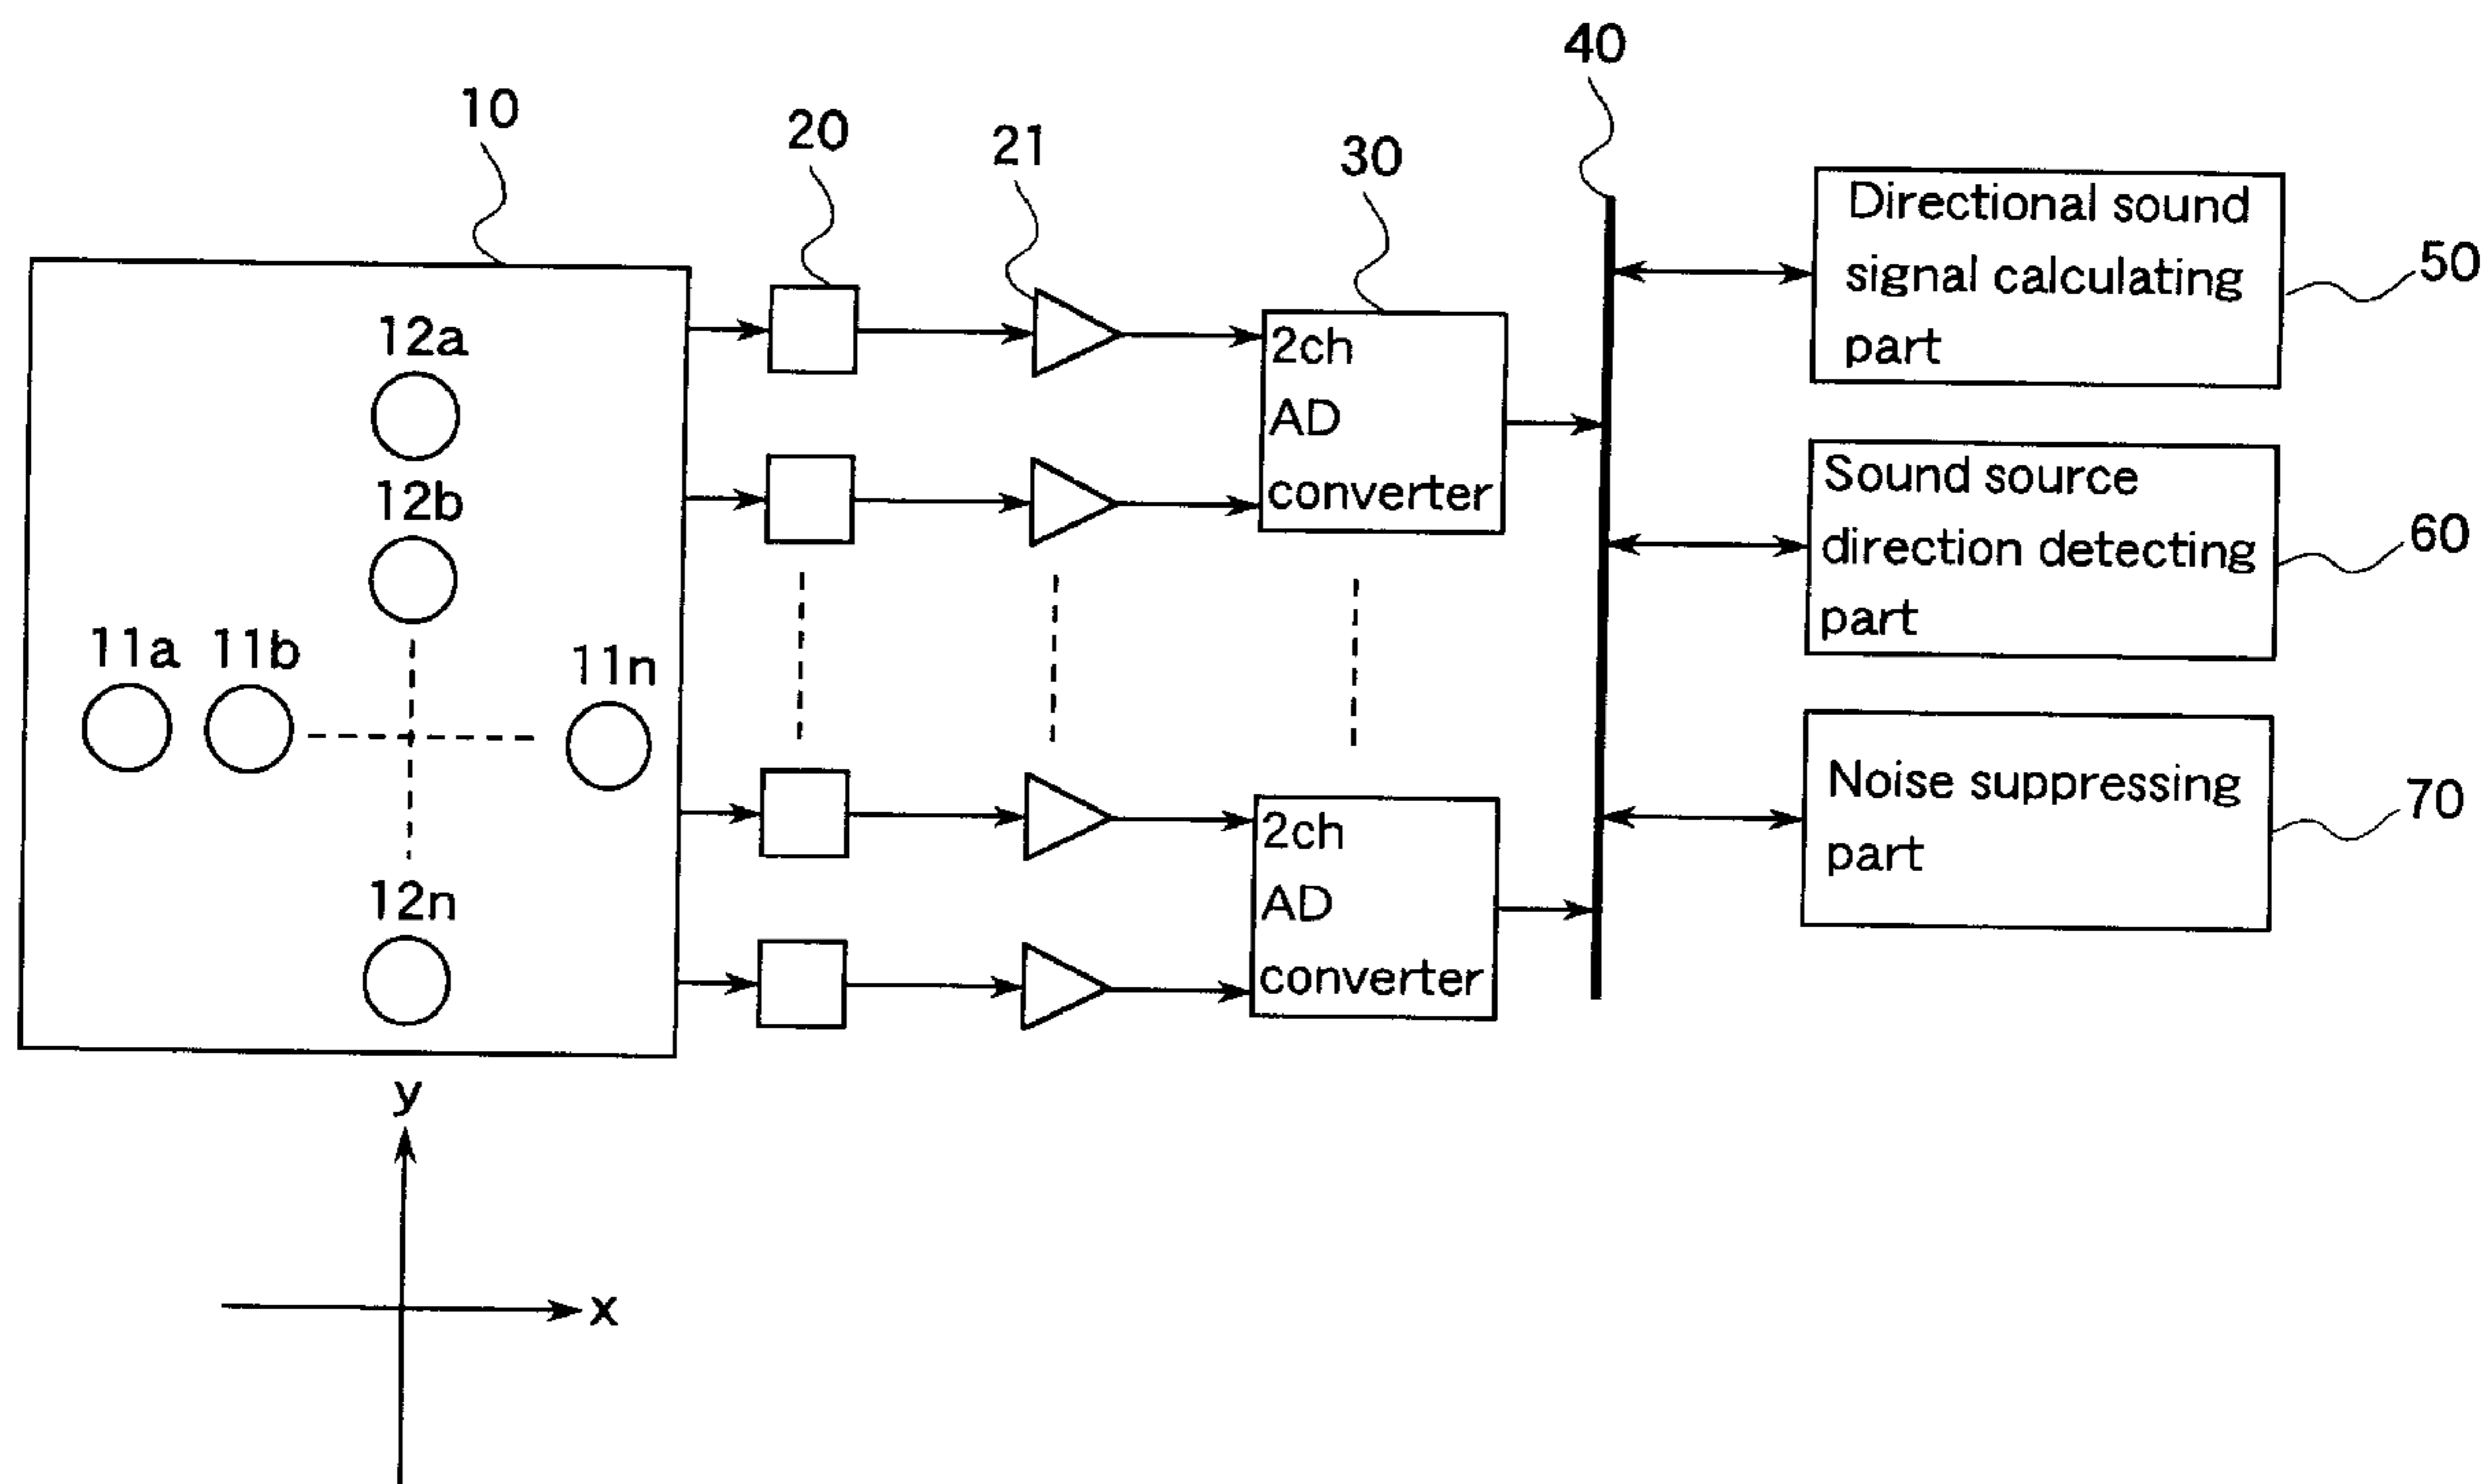 40
10
20
21
30
Directional sound
signal calculating
part
50
12a
2ch
AD
converter
12b
Sound source
direction detecting
part
60
11a 11b
11n
Noise suppressing
part
70
2ch
AD
converter
12n
y
x